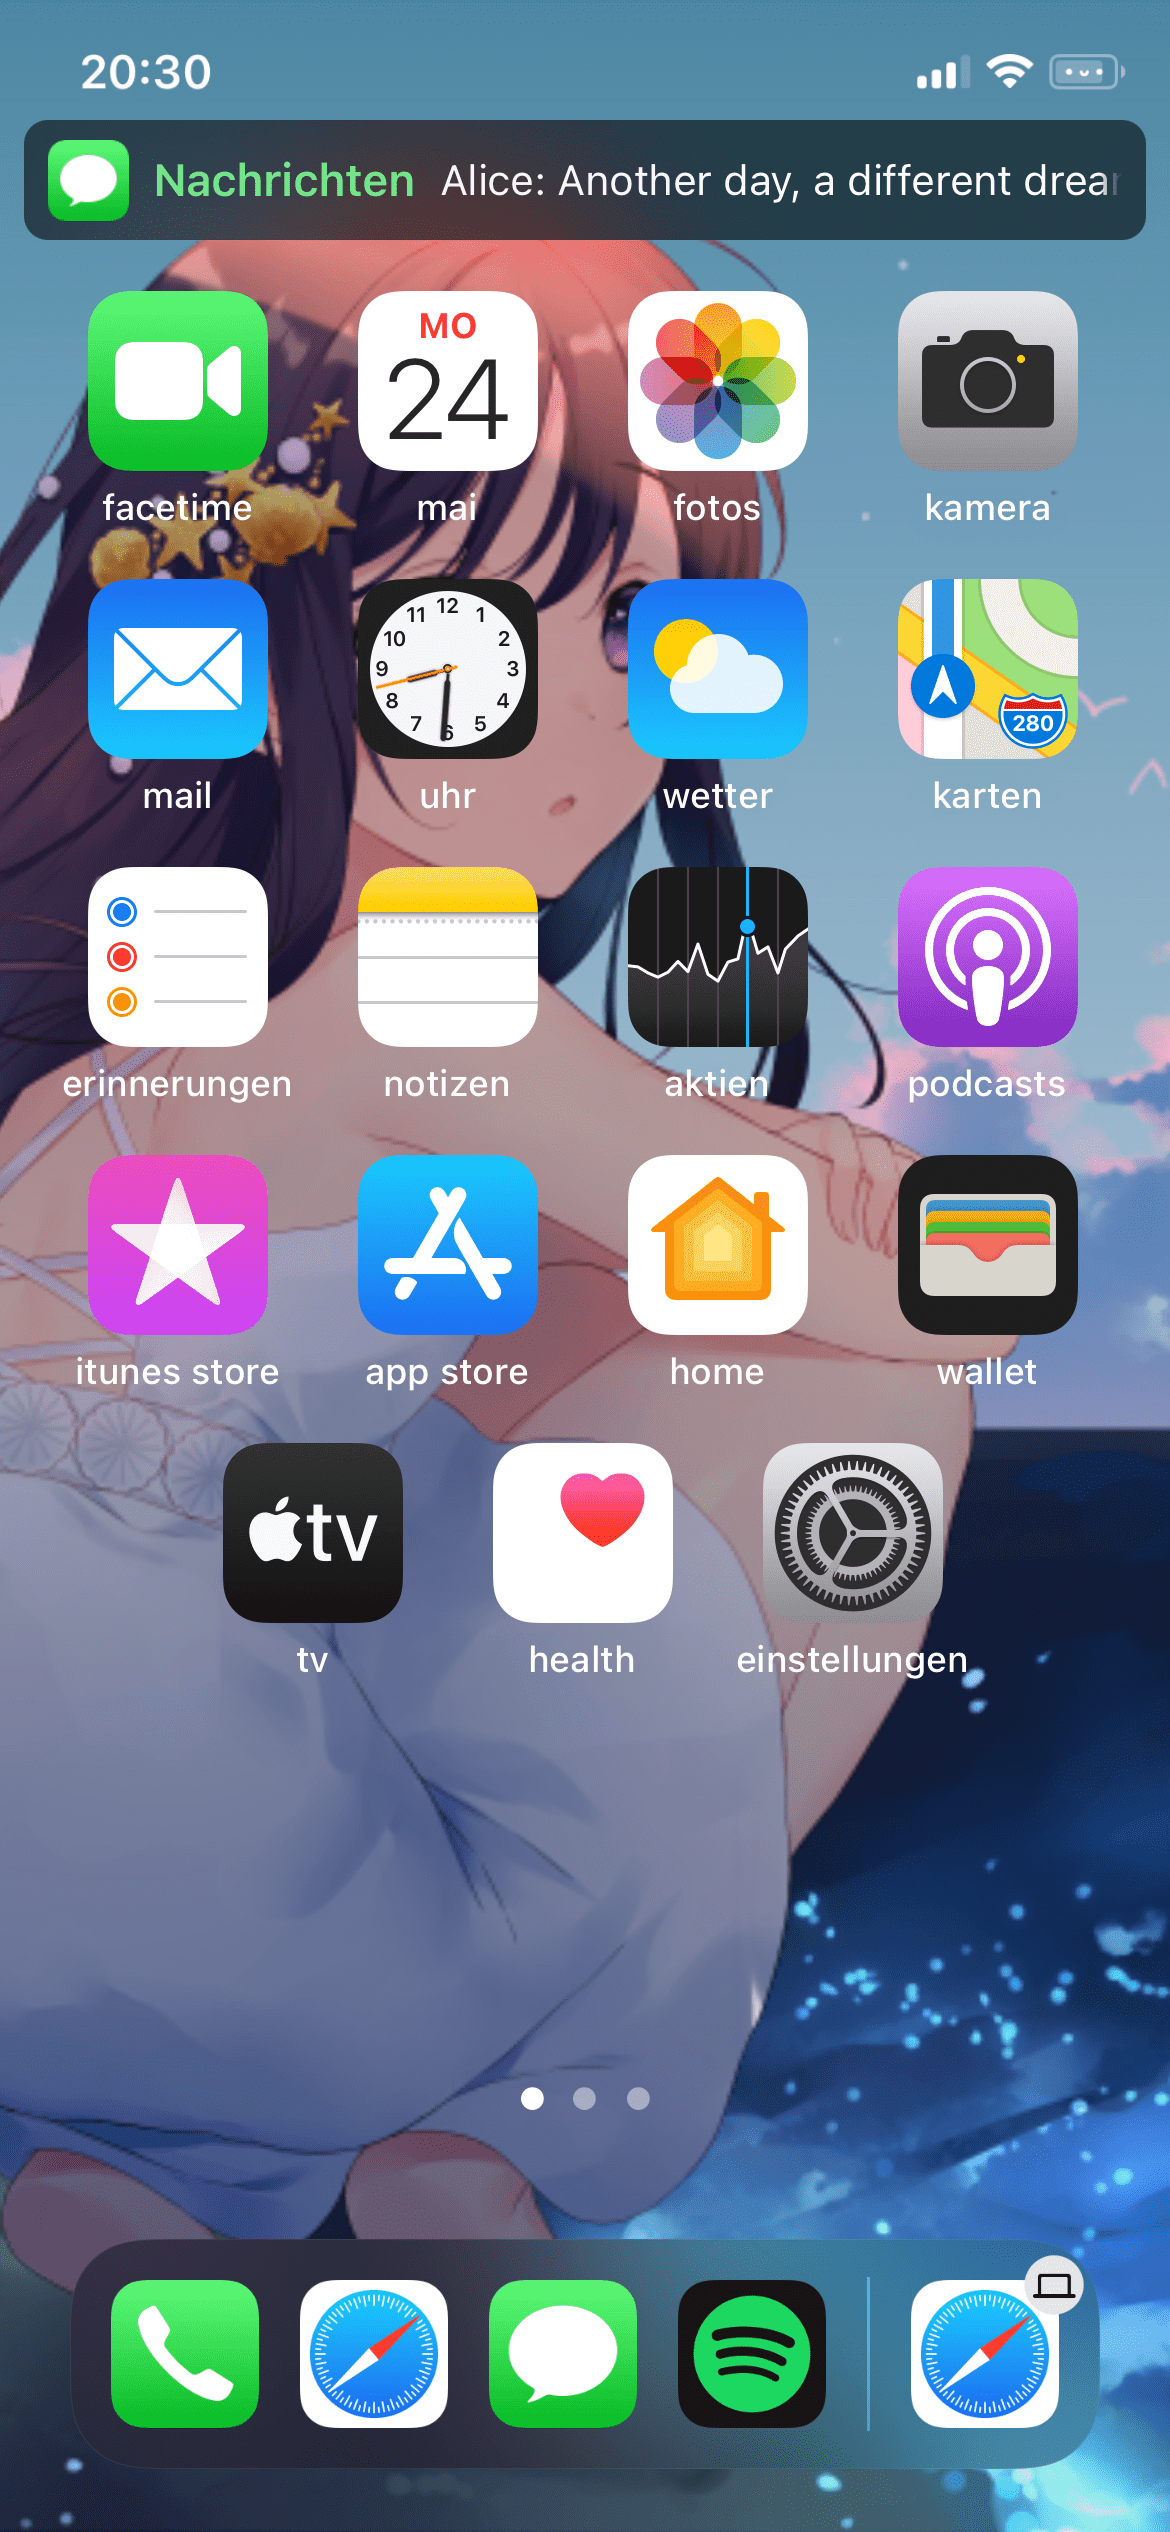 20:30
Nachrichten Alice: Another day, a different
MO
24
facetime mai fotos kamera
12
11 1
10 2
9 3
8 4
7 5
6
280
mail uhr wetter karten
erinnerungen notizen aktien podcasts
itunes store app store home wallet
tv
tv health einstellungen